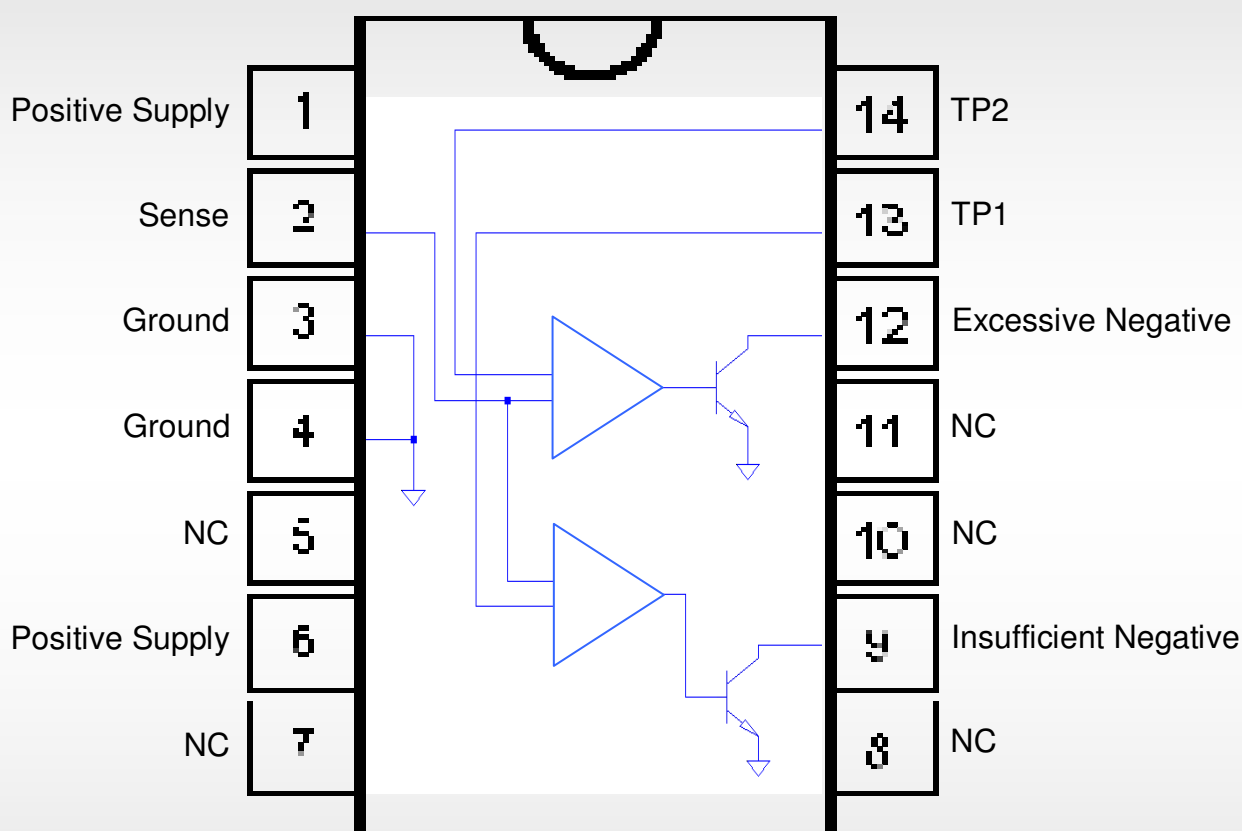 Positive Supply 1 14 TP2
Sense 2 13 TP1
Ground 3 12 Excessive Negative
Ground 4 11 NC
NC 5 10 NC
Positive Supply 6 9 Insufficient Negative
NC 7 8 NC